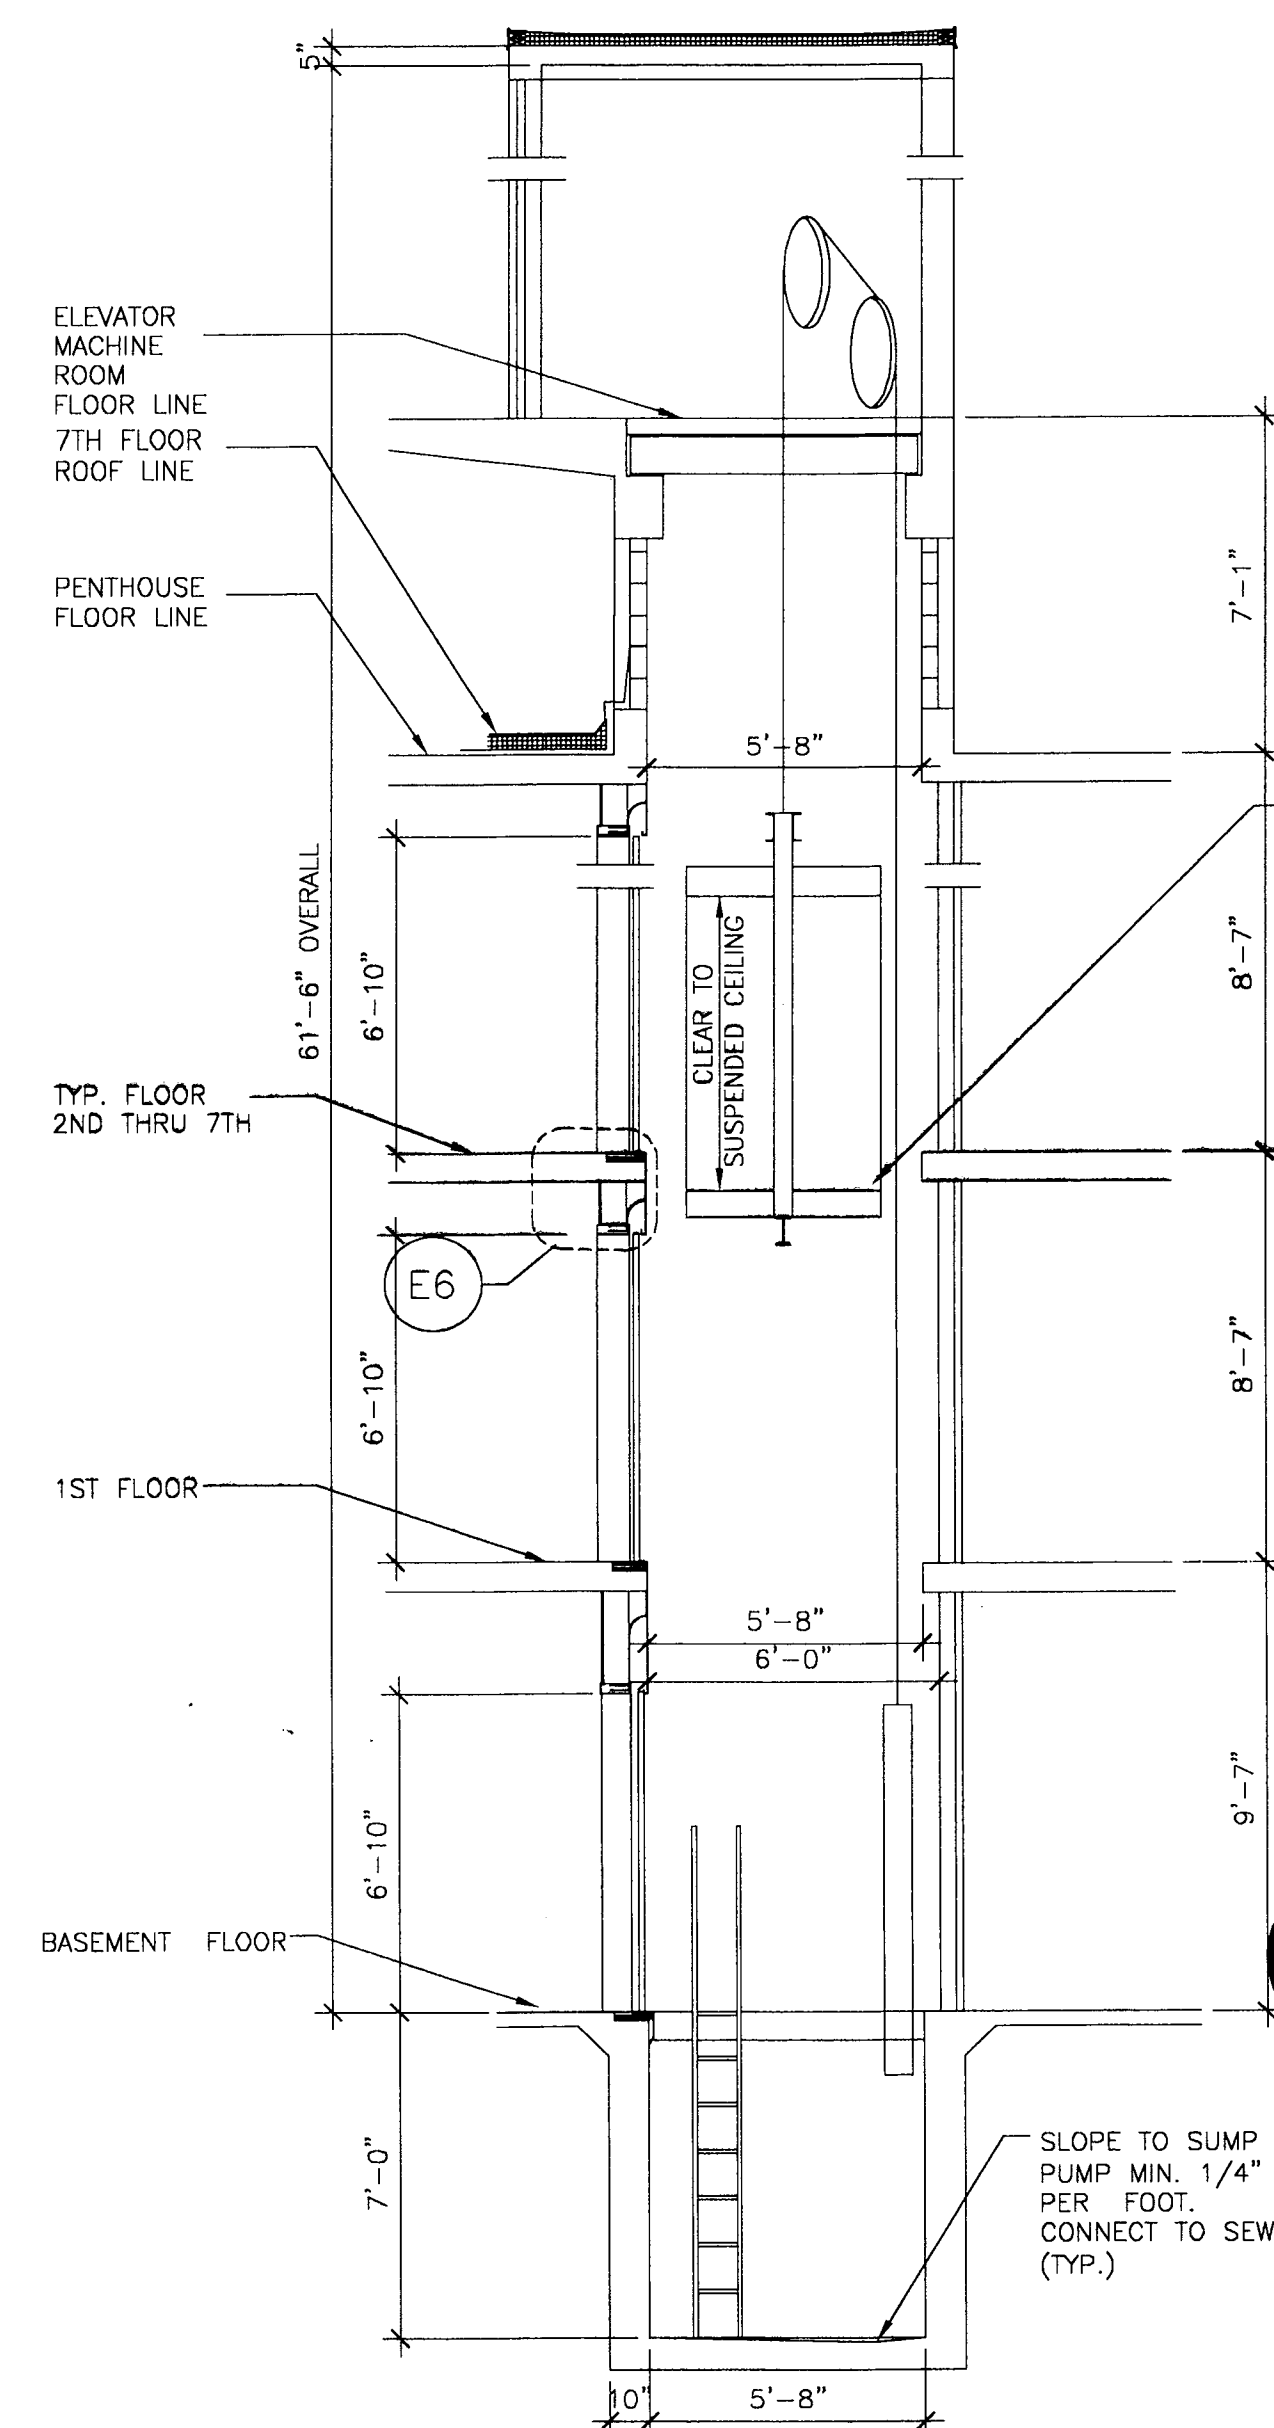 5"
ELEVATOR
MACHINE
ROOM
FLOOR LINE
7TH FLOOR
ROOF LINE
PENTHOUSE
FLOOR LINE
7'-1"
5'-8"
61'-6" OVERALL
6'-10"
CLEAR TO
SUSPENDED CEILING
8'-7"
TYP. FLOOR
2ND THRU 7TH
E6
6'-10"
8'-7"
1ST FLOOR
5'-8"
6'-0"
6'-10"
9'-7"
BASEMENT FLOOR
7'-0"
SLOPE TO SUMP
PUMP MIN. 1/4"
PER FOOT.
CONNECT TO SEW
(TYP.)
10"
5'-8"